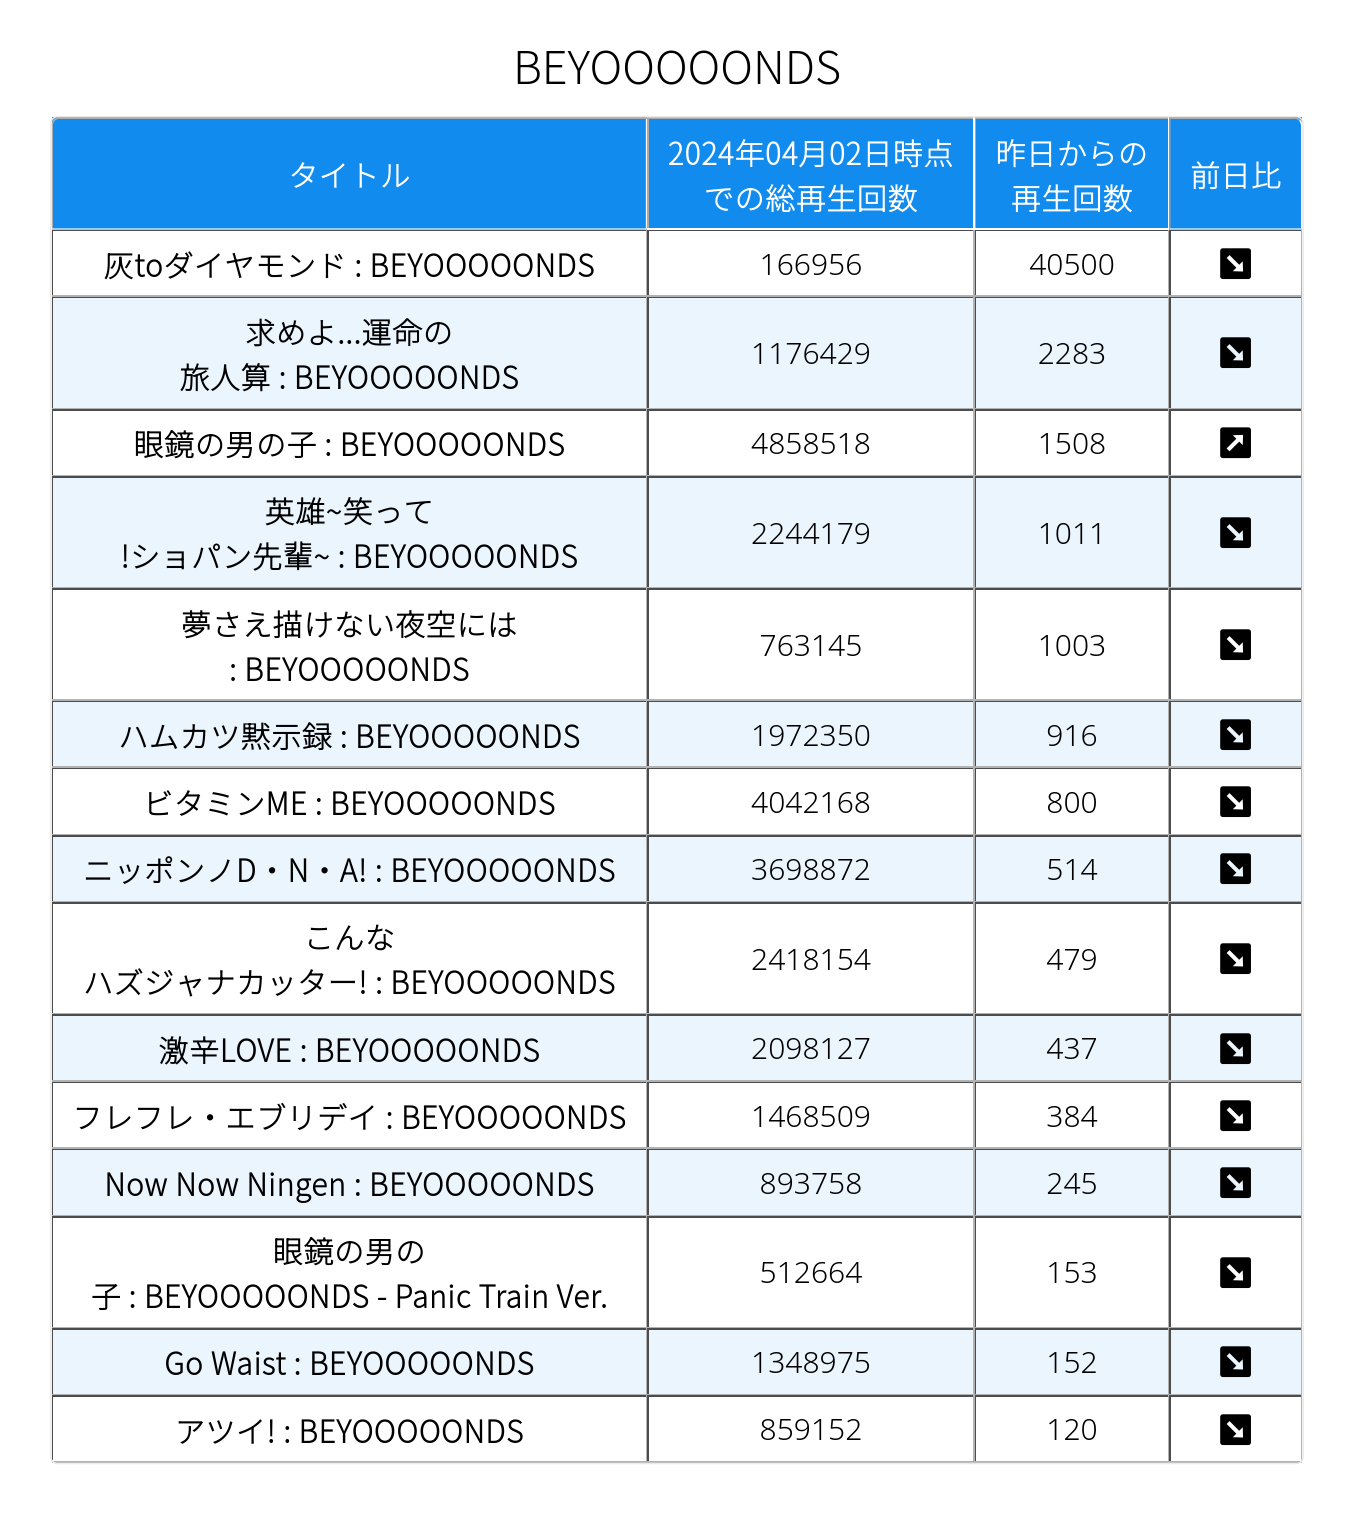 BEYOOOOONDS
タイトル
2024年04月02日時点
での総再生回数
昨日からの
再生回数
前日比
灰toダイヤモンド : BEYOOOOONDS
166956
40500
求めよ...運命の
旅人算 : BEYOOOOONDS
1176429
2283
眼鏡の男の子 : BEYOOOOONDS
4858518
1508
英雄~笑って
!ショパン先輩~ : BEYOOOOONDS
2244179
1011
夢さえ描けない夜空には
: BEYOOOOONDS
763145
1003
ハムカツ黙示録 : BEYOOOOONDS
1972350
916
ビタミンME : BEYOOOOONDS
4042168
800
ニッポンノD・N・A! : BEYOOOOONDS
3698872
514
こんな
ハズジャナカッター! : BEYOOOOONDS
2418154
479
激辛LOVE : BEYOOOOONDS
2098127
437
フレフレ・エブリデイ : BEYOOOOONDS
1468509
384
Now Now Ningen : BEYOOOOONDS
893758
245
眼鏡の男の
子 : BEYOOOOONDS - Panic Train Ver.
512664
153
Go Waist : BEYOOOOONDS
1348975
152
アツイ! : BEYOOOOONDS
859152
120